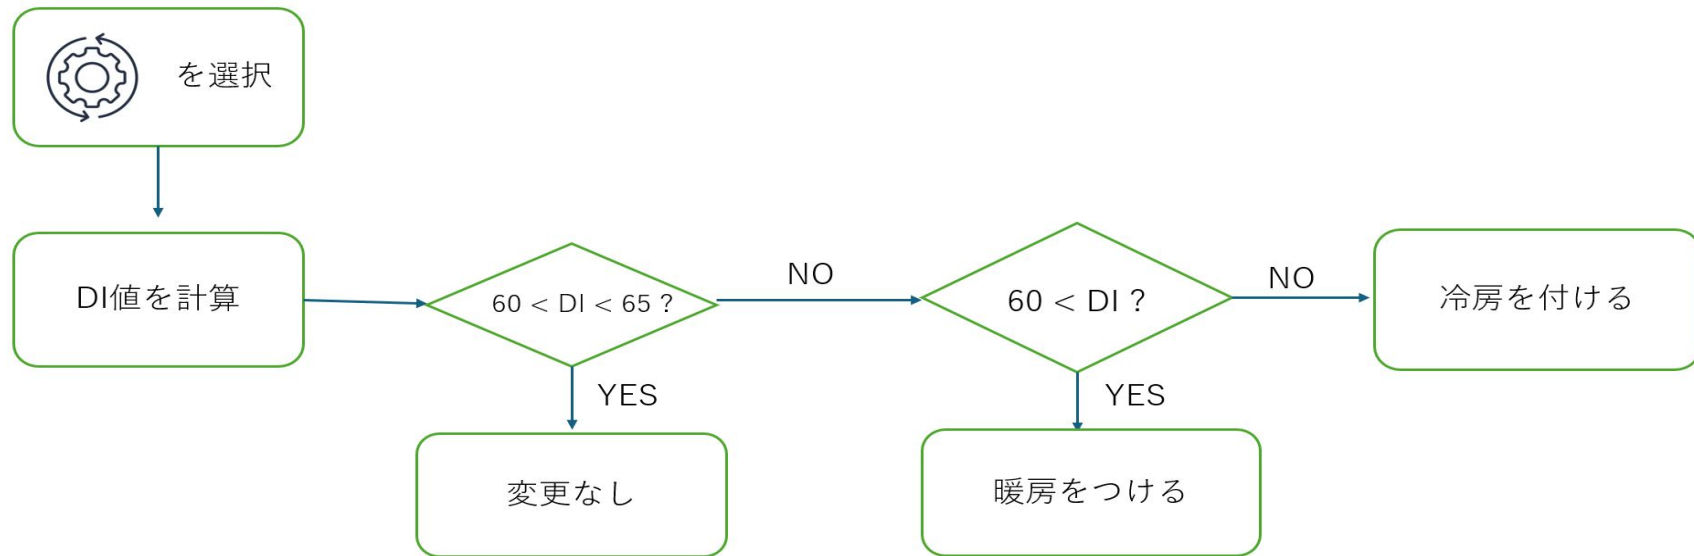 を選択
DI値を計算
60 < DI < 65 ?
NO
60 < DI ?
NO
冷房を付ける
YES
YES
変更なし
暖房をつける